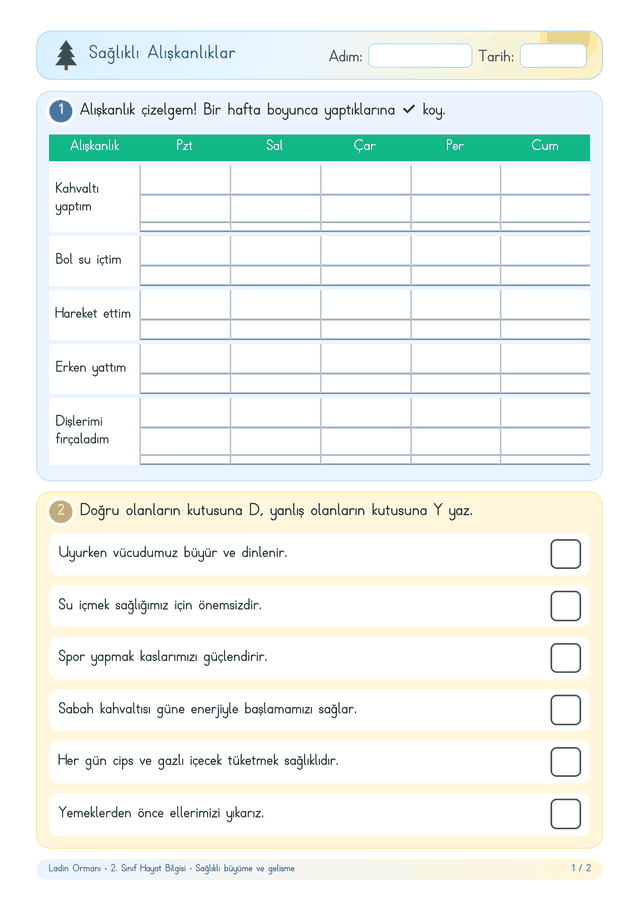 Sağlıklı Alışkanlıklar
Adım:
Tarih:
1 Alışkanlık çizelgem! Bir hafta boyunca yaptıklarına ✓ koy.
Alışkanlık Pzt Sal Çar Per Cum
Kahvaltı
yaptım
Bol su içtim
Hareket ettim
Erken yattım
Dişlerimi
fırçaladım
2 Doğru olanların kutusuna D, yanlış olanların kutusuna Y yaz.
Uyurken vücudumuz büyür ve dinlenir.
Su içmek sağlığımız için önemsizdir.
Spor yapmak kaslarımızı güçlendirir.
Sabah kahvaltısı güne enerjiyle başlamamızı sağlar.
Her gün cips ve gazlı içecek tüketmek sağlıklıdır.
Yemeklerden önce ellerimizi yıkarız.
Ladin Ormanı • 2. Sınıf Hayat Bilgisi • Sağlıklı büyüme ve gelişme 1 / 2